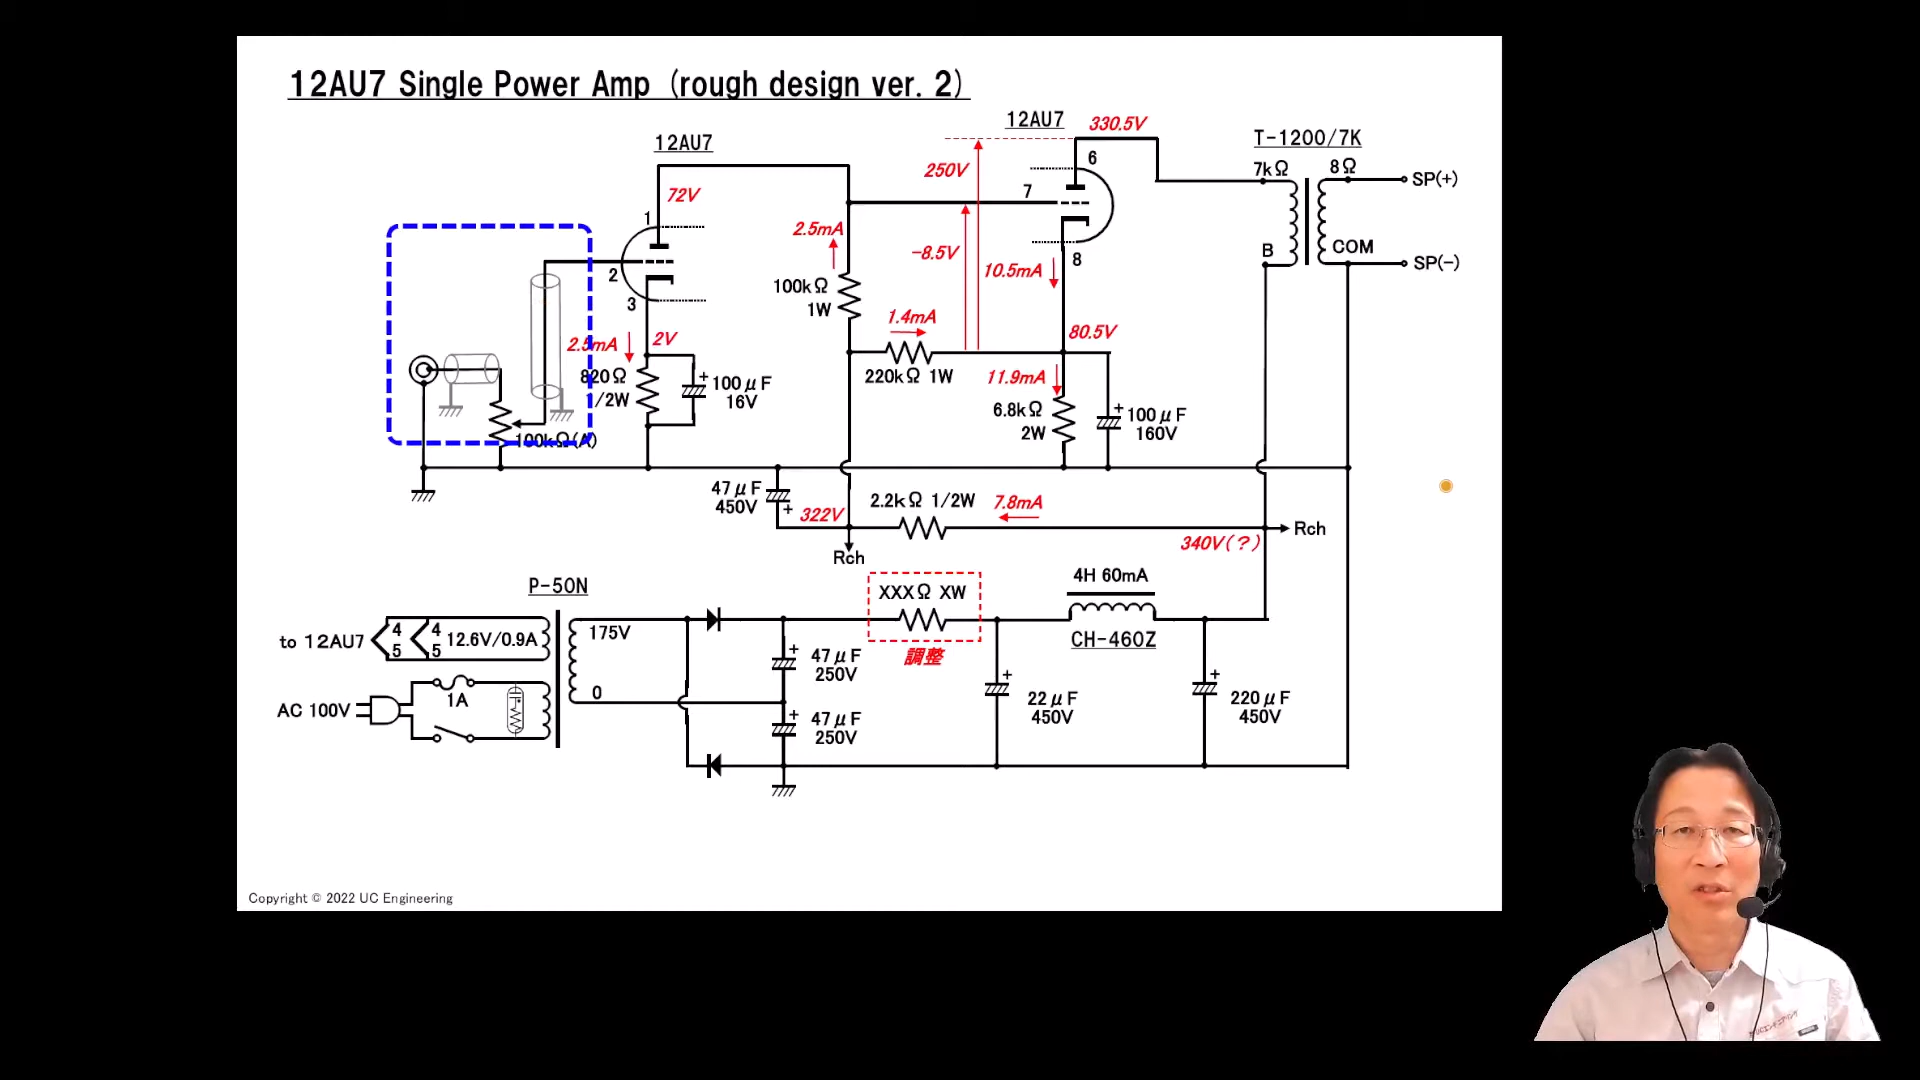 12AU7 Single Power Amp (rough design ver. 2)
12AU7
12AU7
330.5V
T-1200/7K
7kΩ
8Ω
SP(+)
6
250V
72V
7
1
2.5mA
-8.5V
COM
B
SP(-)
8
2
10.5mA
100kΩ
1W
3
1.4mA
80.5V
2V
2.5mA
820Ω
1/2W
100μF
16V
220kΩ 1W
11.9mA
6.8kΩ
2W
100μF
160V
100kΩ(A)
47μF
450V
322V
2.2kΩ 1/2W
7.8mA
Rch
340V(?)
Rch
4H 60mA
P-50N
XXXΩ XW
CH-460Z
調整
to 12AU7
4
5
4
5
12.6V/0.9A
175V
47μF
250V
0
AC 100V
1A
47μF
250V
22μF
450V
220μF
450V
Copyright © 2022 UC Engineering